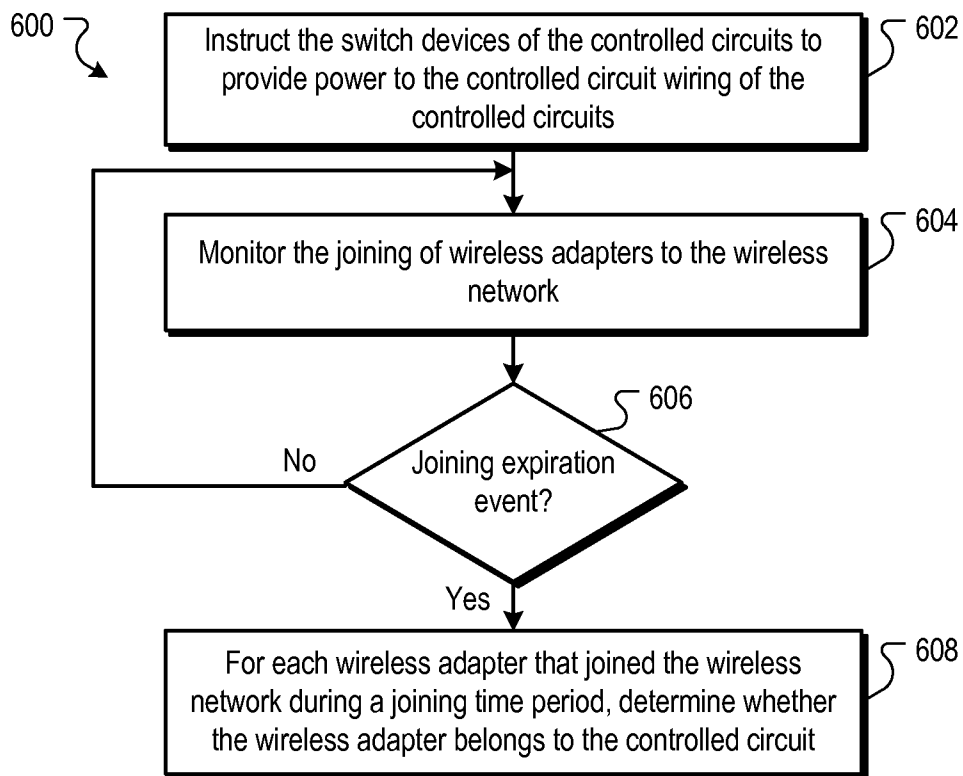 600
Instruct the switch devices of the controlled circuits to
provide power to the controlled circuit wiring of the
controlled circuits
602
Monitor the joining of wireless adapters to the wireless
network
604
Joining expiration
event?
606
No
Yes
For each wireless adapter that joined the wireless
network during a joining time period, determine whether
the wireless adapter belongs to the controlled circuit
608